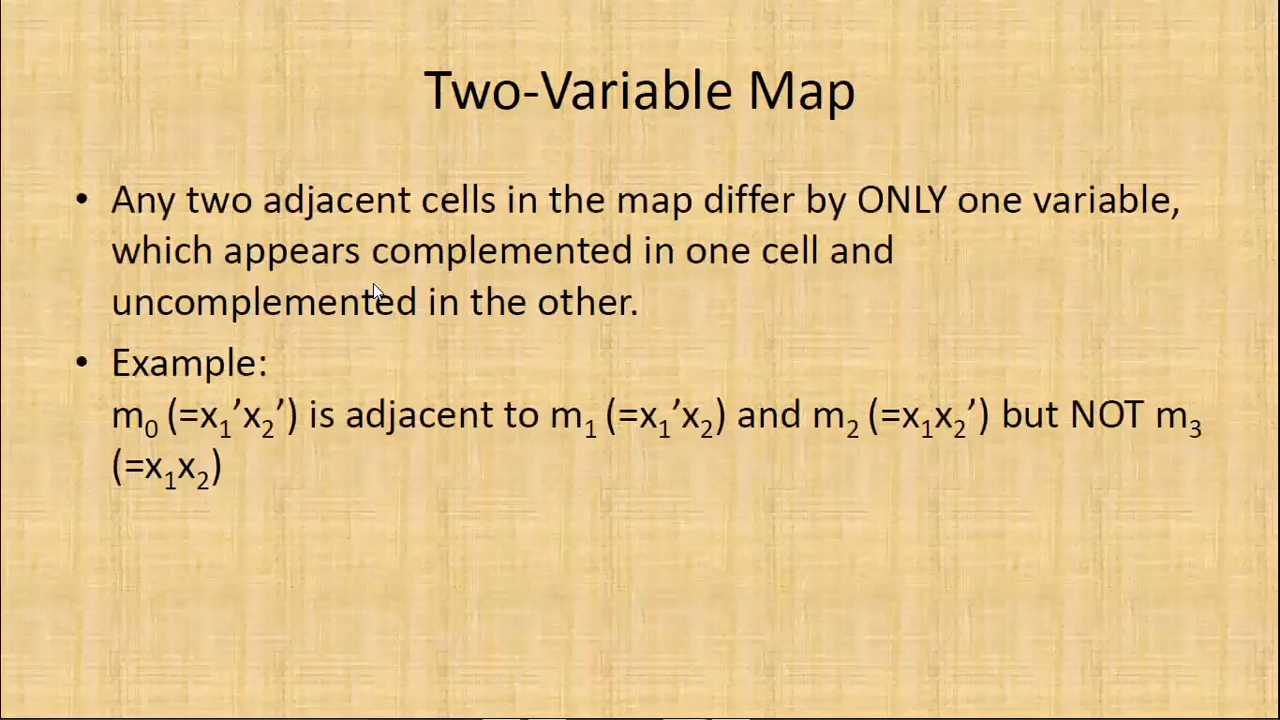 Two-Variable Map
• Any two adjacent cells in the map differ by ONLY one variable,
which appears complemented in one cell and
uncomplemented in the other.
• Example:
m₀ (=x₁’x₂’) is adjacent to m₁ (=x₁’x₂) and m₂ (=x₁x₂’) but NOT m₃
(=x₁x₂)